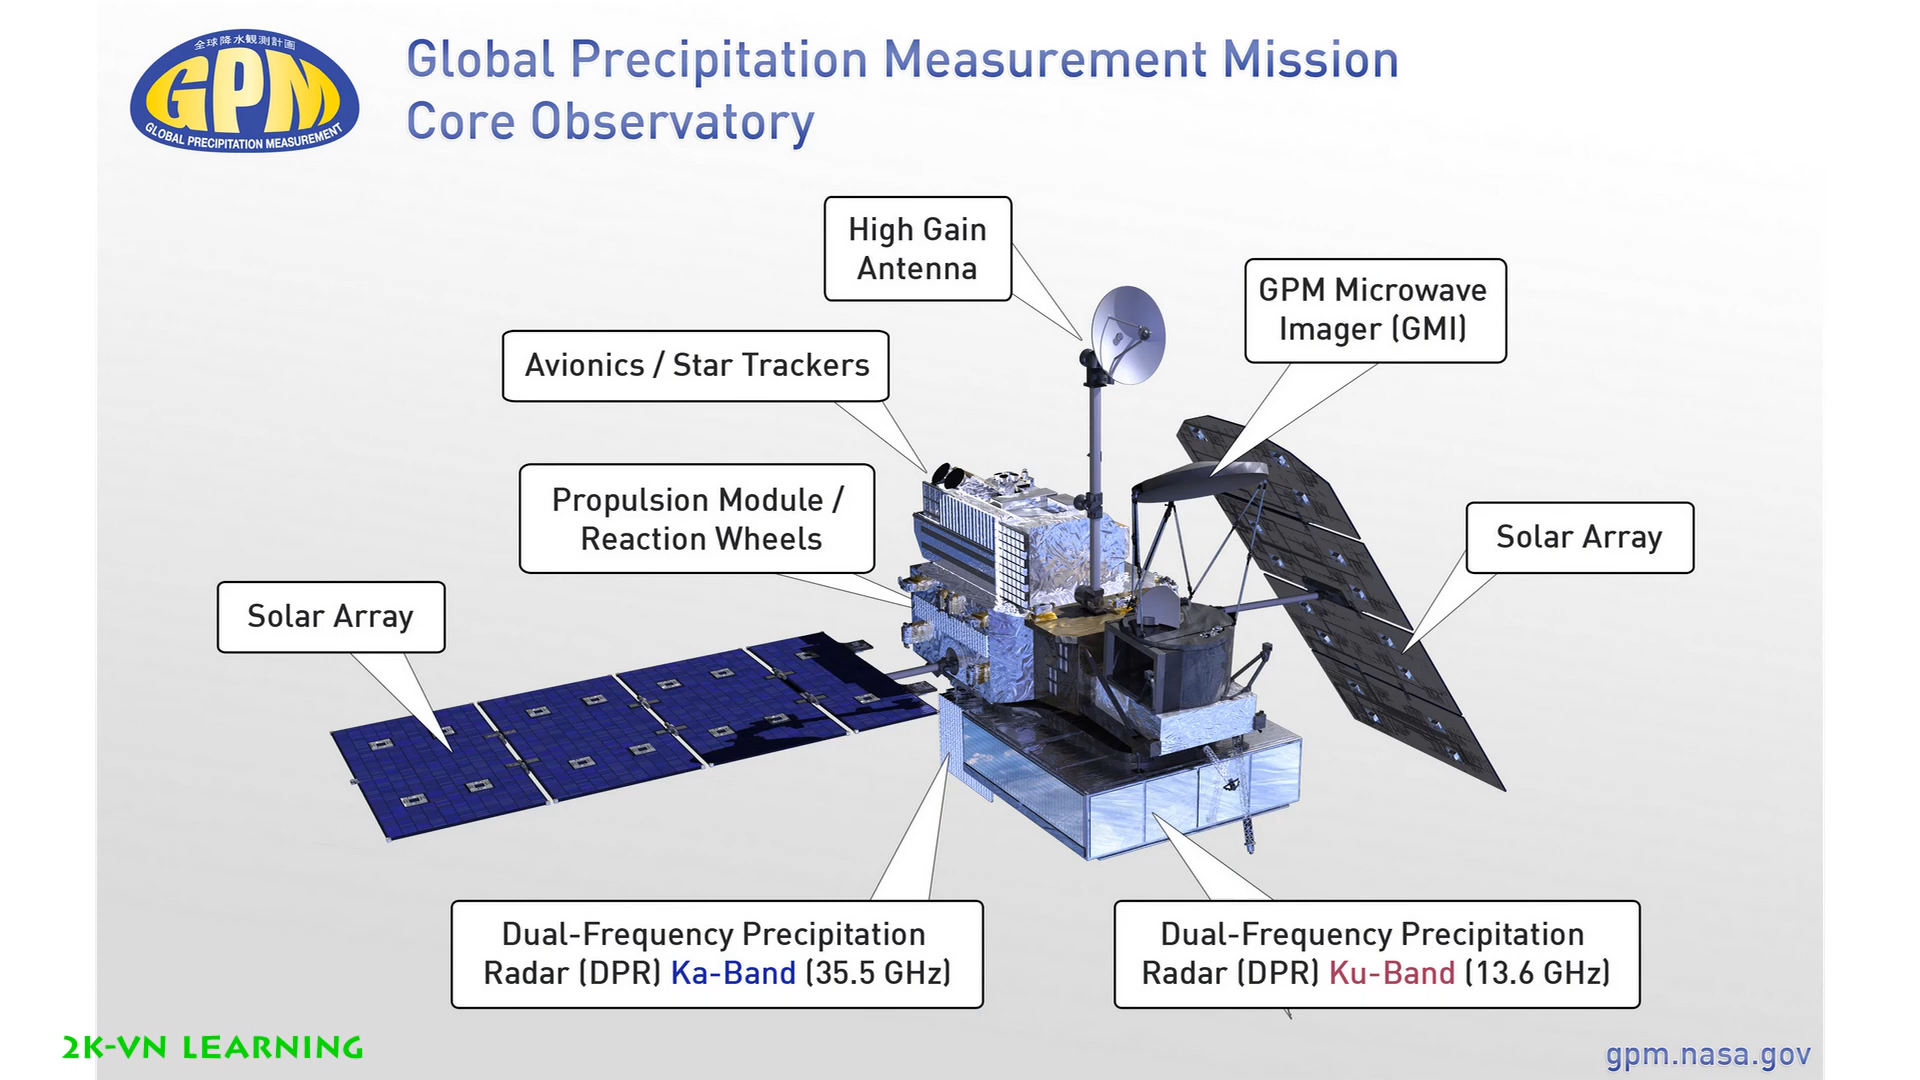 全球降水観測計画
GPM
GLOBAL PRECIPITATION MEASUREMENT
Global Precipitation Measurement Mission
Core Observatory
High Gain
Antenna
GPM Microwave
Imager (GMI)
Avionics / Star Trackers
Propulsion Module /
Reaction Wheels
Solar Array
Solar Array
Dual-Frequency Precipitation
Radar (DPR) Ka-Band (35.5 GHz)
Dual-Frequency Precipitation
Radar (DPR) Ku-Band (13.6 GHz)
2K-VN LEARNING
gpm.nasa.gov